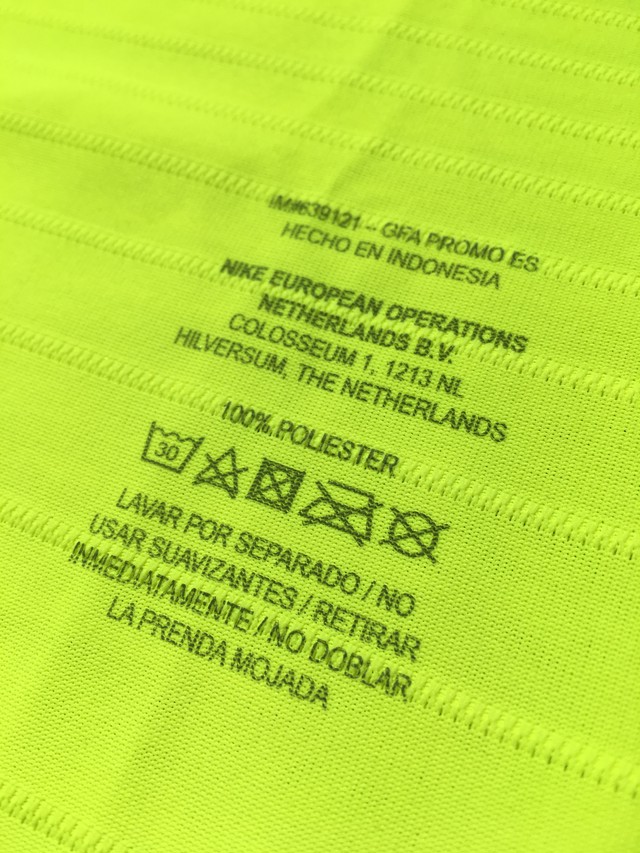 IM#639121 – GFA PROMO ES
HECHO EN INDONESIA
NIKE EUROPEAN OPERATIONS
NETHERLANDS B.V.
COLOSSEUM 1, 1213 NL
HILVERSUM, THE NETHERLANDS
100% POLIESTER
30
LAVAR POR SEPARADO / NO
USAR SUAVIZANTES / RETIRAR
INMEDIATAMENTE / NO DOBLAR
LA PRENDA MOJADA